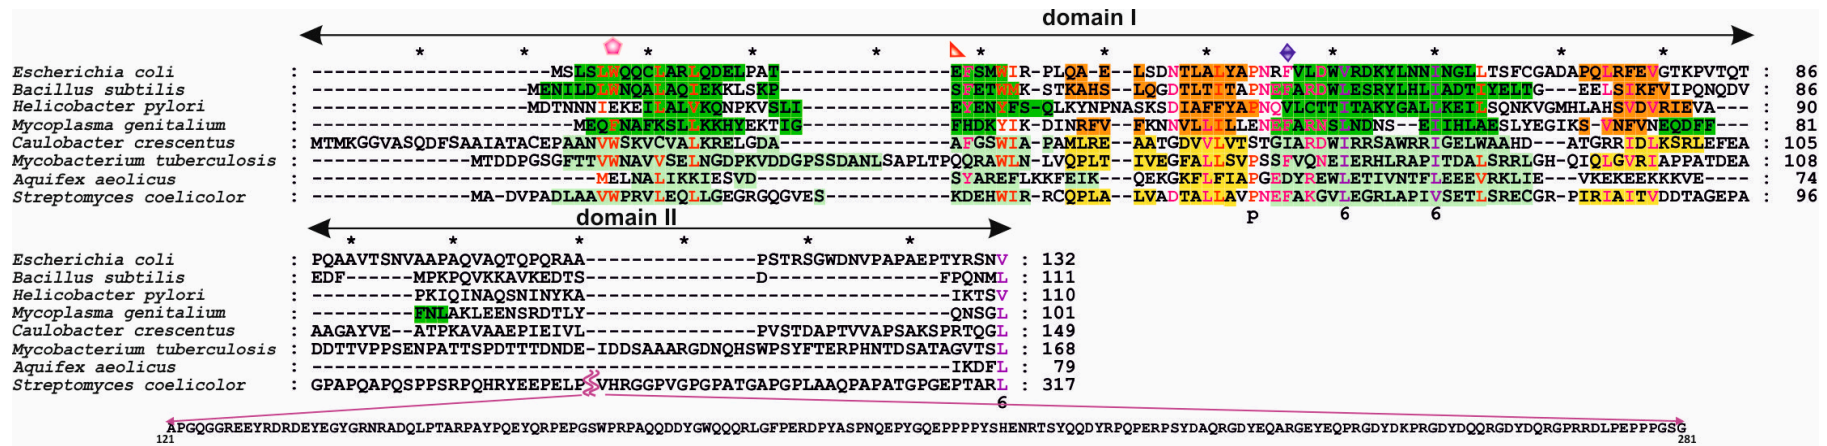 domain I
* * * * * * * * * * *
Escherichia coli : --------------------MSLSLWQQCLARLQDELPAT---------------EFSMWIR-PLQA-E--LSDNTLALYAPNRFVLDWVRDKYLNNINGLLTSFCGADAPQLRFEVGTKPVTQT : 86
Bacillus subtilis : ------------------MENILDLWNQALAQIEKKLSKP---------------SFETWMK-STKAHS--LQGDTLTITAPNEFARDWLESRYLHLIADTIYELTG---EELSIKFVIPQNQDV : 86
Helicobacter pylori : ------------------MDTNNNIEKEILALVKQNPKVSLI-------------EYENYFS-QLKYNPNASKSDIAFFYAPNQVLCTTITAKYGALLKEILSQNKVGMHLAHSVDVRIEVA--- : 90
Mycoplasma genitalium : ----------------------MEQFNAFKSLLKKHYEKTIG-------------FHDKYIK-DINRFV--FKNNVLLILLENEFARNSLNDNS--EIIHLAESLYEGIKS-VNFVNEQDFF--- : 81
Caulobacter crescentus : MTMKGGVASQDFSAAIATACEPAANVWSKVCVALKRELGDA---------------AFGSWIA-PAMLRE--AATGDVVLVTSTGIARDWIRRSAWRRIGELWAAHD---ATGRRIDLKSRLEFEA : 105
Mycobacterium tuberculosis : --------------MTDDPGSGFTTVWNAVVSELNGDPKVDDGPSSDANLSAPLTPQQRAWLN-LVQPLT--IVEGFALLSVPSSFVQNEIERHLRAPITDALSRRLGH-QIQLGVRIAPPATDEA : 108
Aquifex aeolicus : -------------------------MELNALIKKIESVD-----------------SYAREFLKKFEIK---QEKGKFLFIAPGEDYREWLETIVNTFLEEVRKLIE---VKEKEEKKKVE---- : 74
Streptomyces coelicolor : --------------MA-DVPADLAAVWPRVLEQLLGEGRGQGVES-----------KDEHWIR-RCQPLA--LVADTALLAVPNEFAKGVLEGRLAPIVSETLSRECGR-PIRIAITVDDTAGEPA : 96
p 6 6
domain II
* * * * * *
Escherichia coli : PQAAVTSNVAAPAQVAQTQPQRAA---------------PSTRSGWDNVPAPAEPTYRSNV : 132
Bacillus subtilis : EDF------MPKPQVKKAVKEDTS---------------D----------------FPQNML : 111
Helicobacter pylori : ---------PKIQINAQSNINYKA--------------------------------IKTSV : 110
Mycoplasma genitalium : ---------FNLAKLEENSRDTLY--------------------------------QNSGL : 101
Caulobacter crescentus : AAGAYVE--ATPKAVAAEPIEIVL---------------PVSTDAPTVVAPSAKSPRTQGL : 149
Mycobacterium tuberculosis : DDTTVPPSENPATTSPDTTTDNDE-IDDSAAARGDNQHSWPSYFTERPHNTDSATAGVTSL : 168
Aquifex aeolicus : --------------------------------------------------------IKDFL : 79
Streptomyces coelicolor : GPAPQAPQSPPSRPQHRYEEPELP VHRGGPVGPGPATGAPGPLAAQPAPATGPGEPTARL : 317
6
APGQGGREEYRDRDEYEGYGRNRADQLPTARPAYPQEYQRPEPGSWPRPAQQDDYGWQQQRLGFPERDPYASPNQEPYGQEPPPPYSHENRTSYQQDYRPQPERPSYDAQRGDYEQARGEYEQPRGDYDKPRGDYDQQRGDYDQRGPRRDLPEPPPGSG
121 281